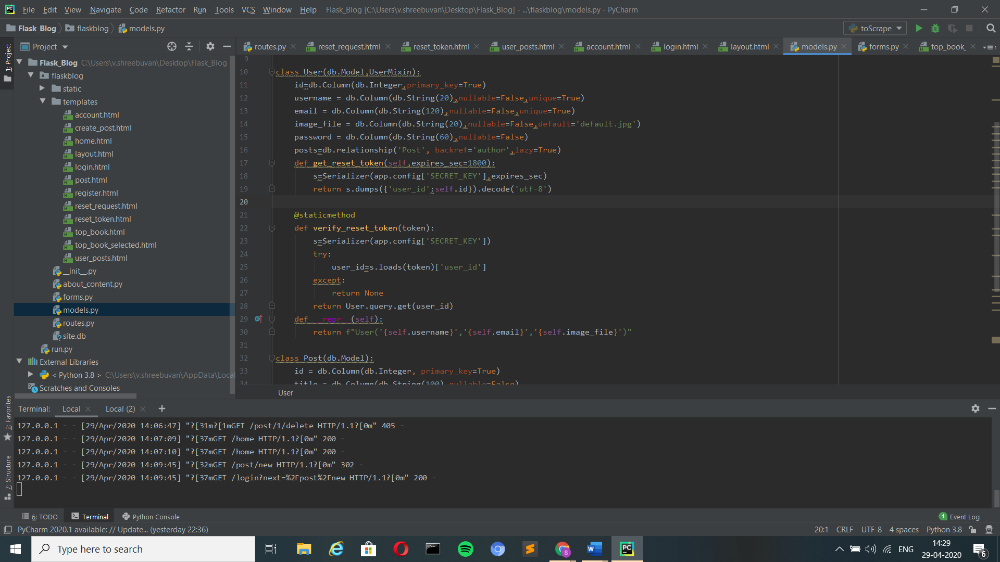 File Edit View Navigate Code Refactor Run Tools VCS Window Help Flask_Blog [C:\Users\v.shreebuvan\Desktop\Flask_Blog] - ...\flaskblog\models.py - PyCharm
Flask_Blog flaskblog models.py toScrape
Project routes.py reset_request.html reset_token.html user_posts.html account.html login.html layout.html models.py forms.py top_book_
1: Project
2: Favorites
7: Structure
Flask_Blog C:\Users\v.shreebuvan\Desktop\Flask_Blog
flaskblog
static
templates
account.html
create_post.html
home.html
layout.html
login.html
post.html
register.html
reset_request.html
reset_token.html
top_book.html
top_book_selected.html
user_posts.html
__init__.py
about_content.py
forms.py
models.py
routes.py
site.db
run.py
External Libraries
< Python 3.8 > C:\Users\v.shreebuvan\AppData\Local
Scratches and Consoles
9
10 class User(db.Model,UserMixin):
11 id=db.Column(db.Integer,primary_key=True)
12 username = db.Column(db.String(20),nullable=False,unique=True)
13 email = db.Column(db.String(120),nullable=False,unique=True)
14 image_file = db.Column(db.String(20),nullable=False,default='default.jpg')
15 password = db.Column(db.String(60),nullable=False)
16 posts=db.relationship('Post', backref='author',lazy=True)
17 def get_reset_token(self,expires_sec=1800):
18 s=Serializer(app.config['SECRET_KEY'],expires_sec)
19 return s.dumps({'user_id':self.id}).decode('utf-8')
20
21 @staticmethod
22 def verify_reset_token(token):
23 s=Serializer(app.config['SECRET_KEY'])
24 try:
25 user_id=s.loads(token)['user_id']
26 except:
27 return None
28 return User.query.get(user_id)
29 def __repr__(self):
30 return f"User('{self.username}','{self.email}','{self.image_file}')"
31
32 class Post(db.Model):
33 id = db.Column(db.Integer, primary_key=True)
34 title = db.Column(db.String(100),nullable=False)
User
Terminal: Local Local (2) +
127.0.0.1 - - [29/Apr/2020 14:06:47] "?[31m?[1mGET /post/1/delete HTTP/1.1?[0m" 405 -
127.0.0.1 - - [29/Apr/2020 14:07:09] "?[37mGET /home HTTP/1.1?[0m" 200 -
127.0.0.1 - - [29/Apr/2020 14:07:10] "?[37mGET /home HTTP/1.1?[0m" 200 -
127.0.0.1 - - [29/Apr/2020 14:09:45] "?[32mGET /post/new HTTP/1.1?[0m" 302 -
127.0.0.1 - - [29/Apr/2020 14:09:45] "?[37mGET /login?next=%2Fpost%2Fnew HTTP/1.1?[0m" 200 -
6: TODO Terminal Python Console 1 Event Log
PyCharm 2020.1 available: // Update... (yesterday 22:36) 20:1 CRLF UTF-8 4 spaces Python 3.8
Type here to search ENG 14:29
29-04-2020 6